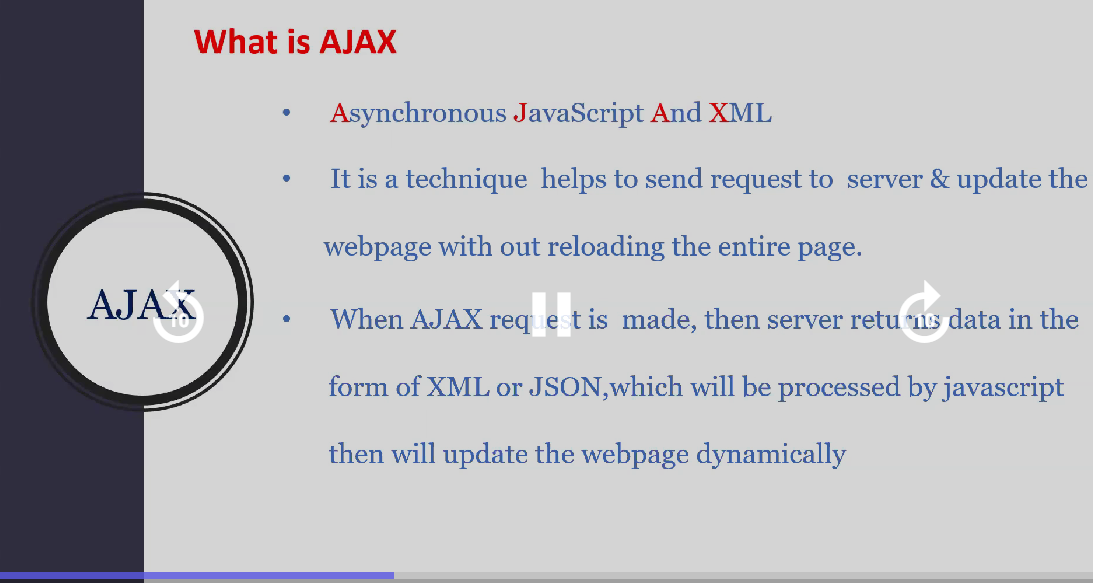 What is AJAX
• Asynchronous JavaScript And XML
• It is a technique helps to send request to server & update the
webpage with out reloading the entire page.
AJAX
10
• When AJAX request is made, then server returns data in the
10
form of XML or JSON,which will be processed by javascript
then will update the webpage dynamically